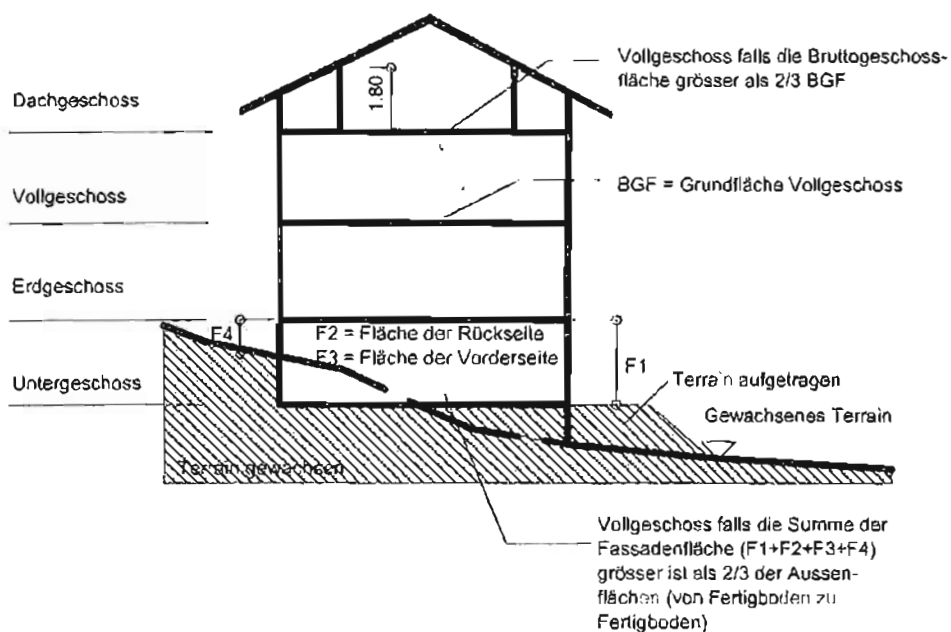 Vollgeschoss falls die Bruttogeschoss-
fläche grösser als 2/3 BGF
Dachgeschoss
1.80
Vollgeschoss
BGF = Grundfläche Vollgeschoss
Erdgeschoss
F4
F2 = Fläche der Rückseite
F3 = Fläche der Vorderseite
F1
Untergeschoss
Terrain aufgetragen
Gewachsenes Terrain
Terrain gewachsen
Vollgeschoss falls die Summe der
Fassadenfläche (F1+F2+F3+F4)
grösser ist als 2/3 der Aussen-
flächen (von Fertigboden zu
Fertigboden)